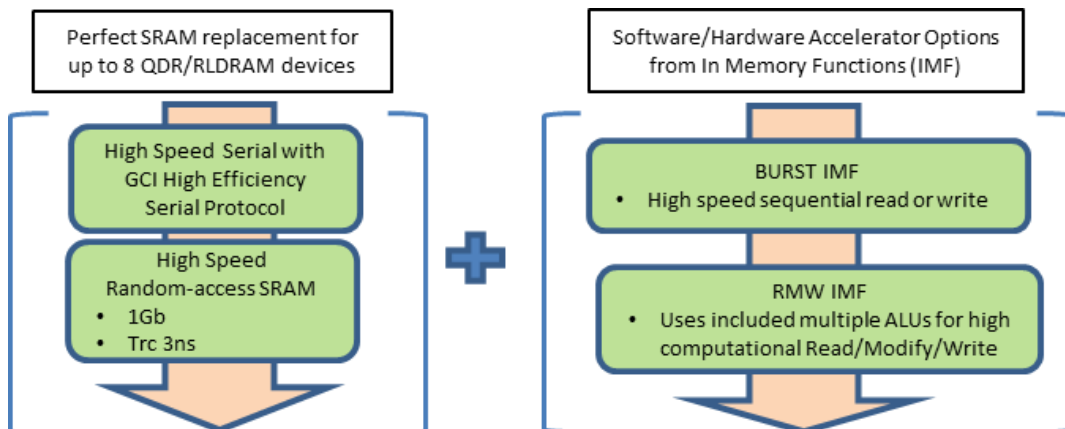 Perfect SRAM replacement for
up to 8 QDR/RLDRAM devices
High Speed Serial with
GCI High Efficiency
Serial Protocol
High Speed
Random-access SRAM
• 1Gb
• Trc 3ns
Software/Hardware Accelerator Options
from In Memory Functions (IMF)
BURST IMF
• High speed sequential read or write
RMW IMF
• Uses included multiple ALUs for high
computational Read/Modify/Write